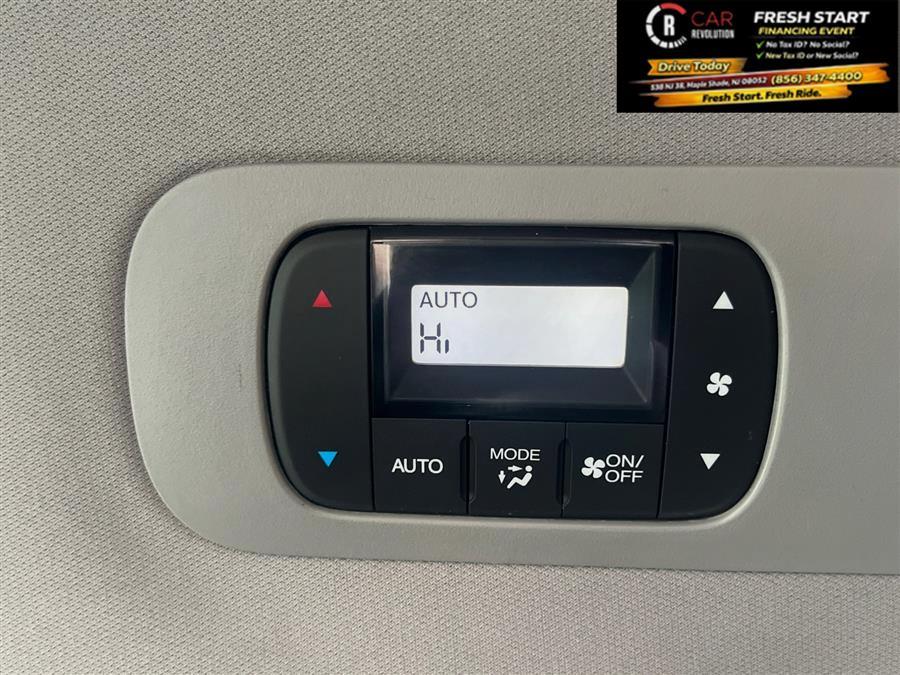 CAR
REVOLUTION
R
FRESH START
FINANCING EVENT
✓ No Tax ID? No Social?
✓ New Tax ID or New Social?
Drive Today
538 NJ 38, Maple Shade, NJ 08052 (856) 347-4400
Fresh Start. Fresh Ride.
AUTO
Hi
AUTO
MODE
ON/
OFF